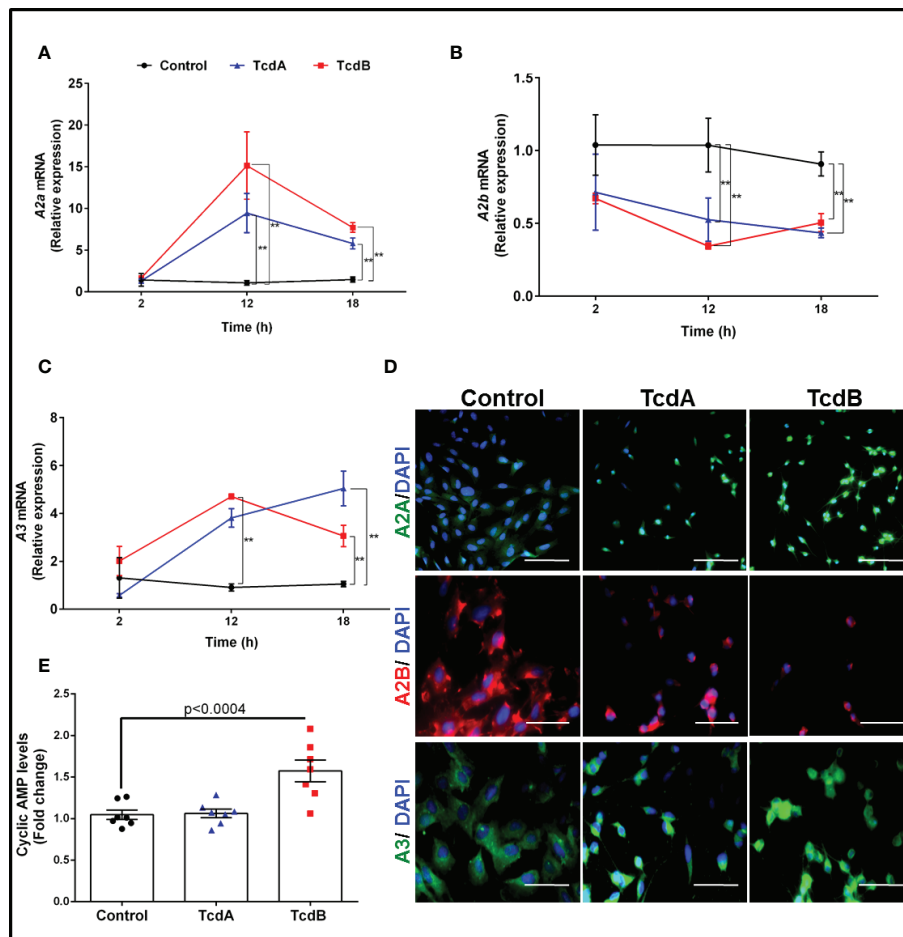 A
Control TcdA TcdB
A2a mRNA
(Relative expression)
25
20
15
10
5
0
**
**
**
**
2 12 18
Time (h)
B
A2b mRNA
(Relative expression)
1.5
1.0
0.5
0.0
**
**
**
**
2 12 18
Time (h)
C
A3 mRNA
(Relative expression)
8
6
4
2
0
**
**
**
2 12 18
Time (h)
D
Control TcdA TcdB
A2A/DAPI
A2B/ DAPI
A3/ DAPI
E
Cyclic AMP levels
(Fold change)
2.5
2.0
1.5
1.0
0.5
0.0
p<0.0004
Control TcdA TcdB